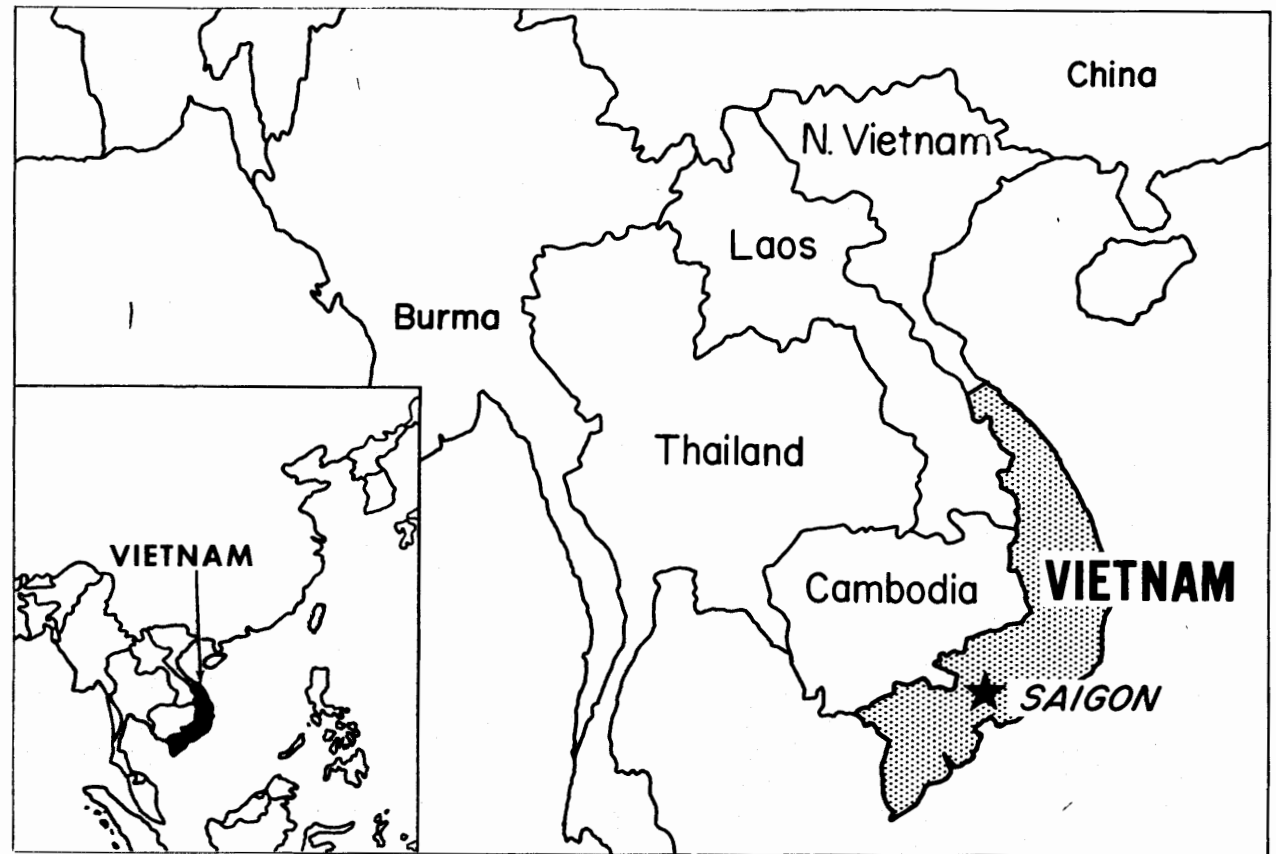 China
N. Vietnam
Laos
Burma
Thailand
VIETNAM
Cambodia
VIETNAM
SAIGON